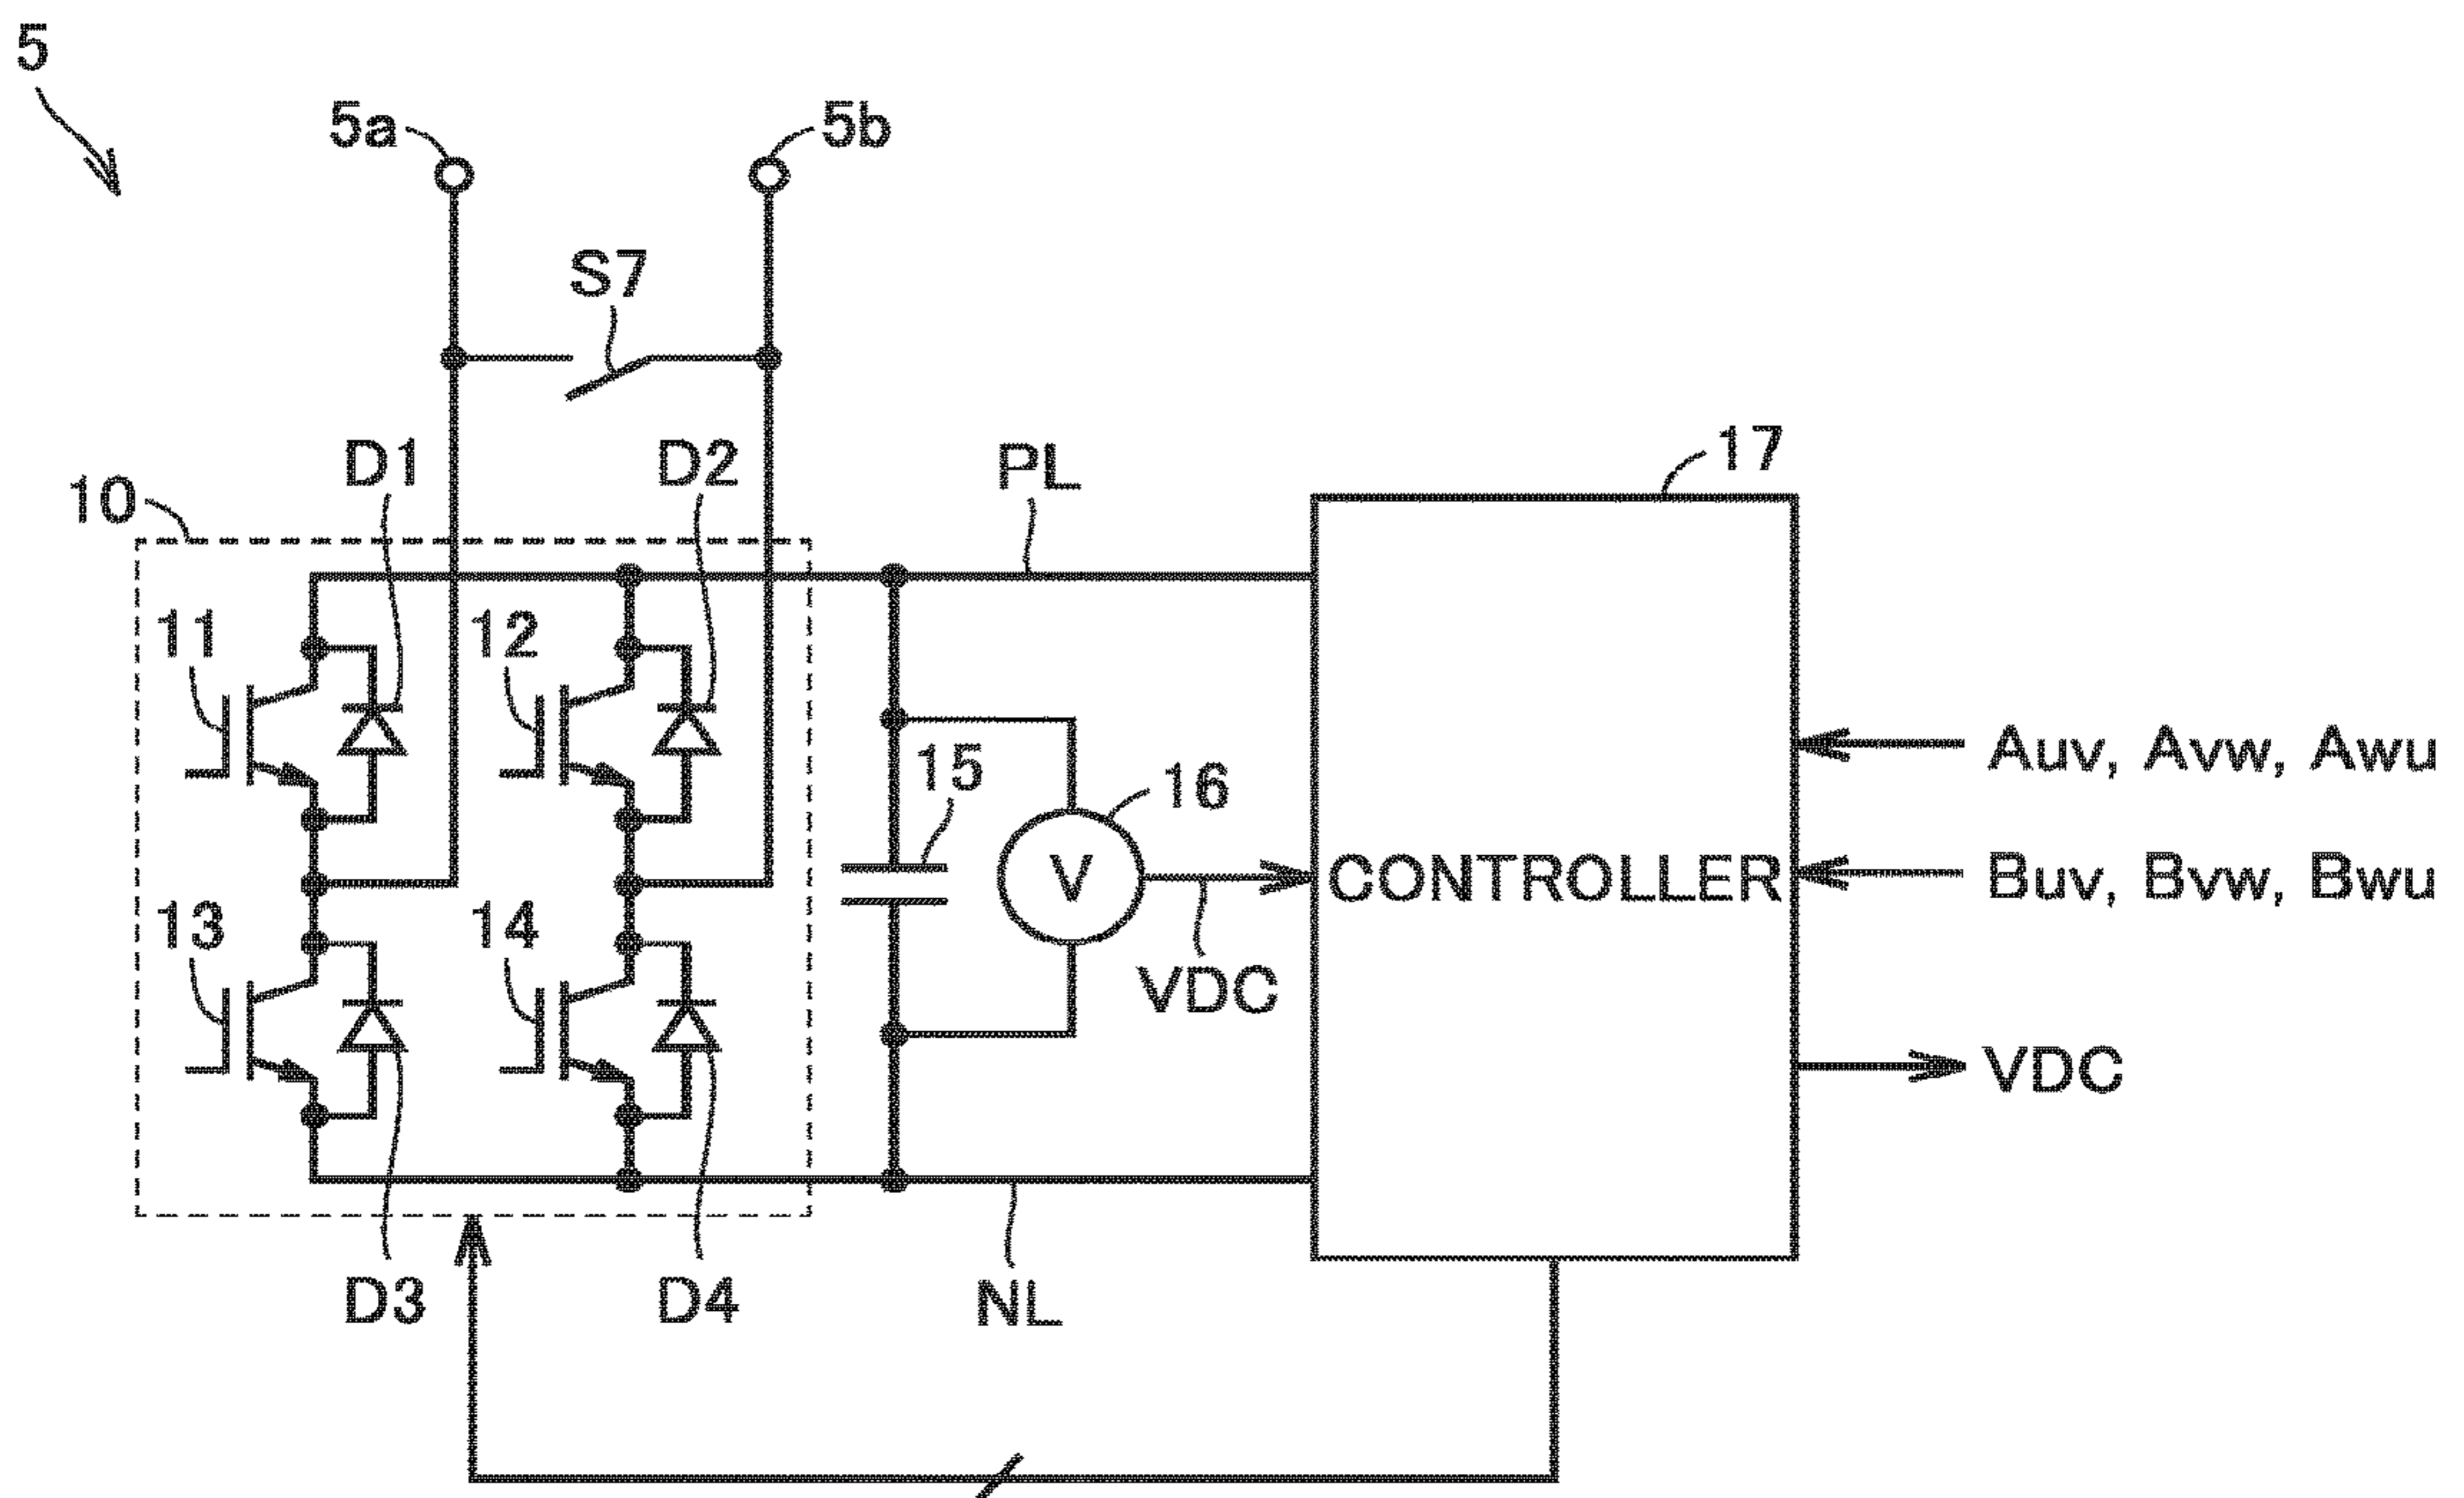 5
5a
5b
S7
D1
D2
PL
17
10
11
12
15
16
Auv, Avw, Awu
V
CONTROLLER
Buv, Bvw, Bwu
13
14
VDC
VDC
D3
D4
NL